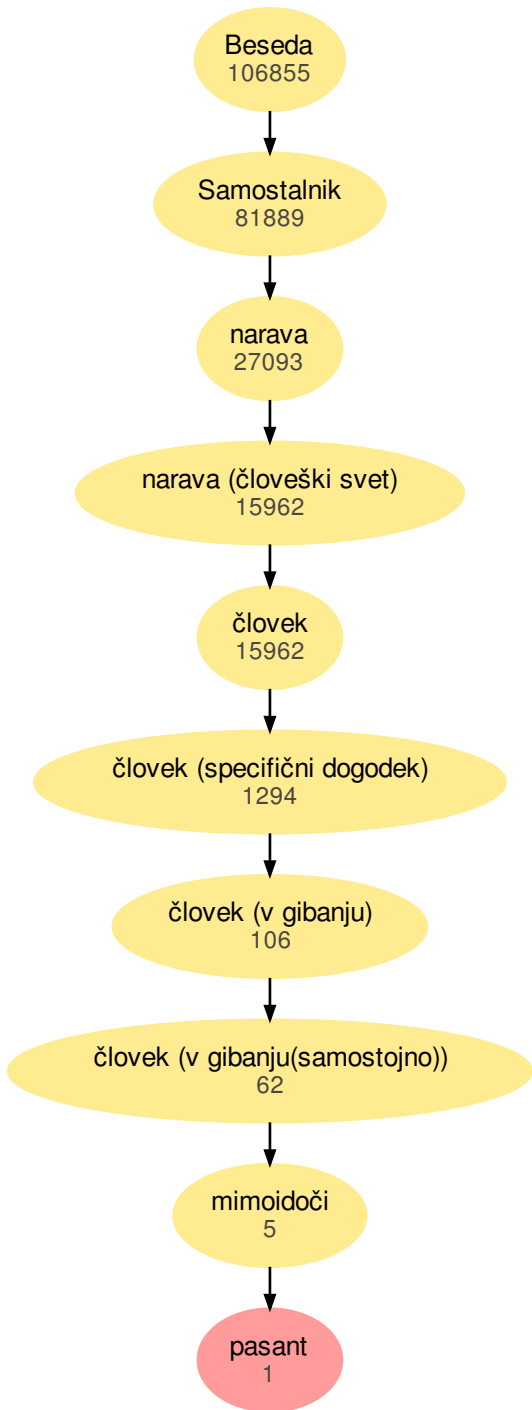 Beseda
106855
Samostalnik
81889
narava
27093
narava (človeški svet)
15962
človek
15962
človek (specifični dogodek)
1294
človek (v gibanju)
106
človek (v gibanju(samostojno))
62
mimoidoči
5
pasant
1